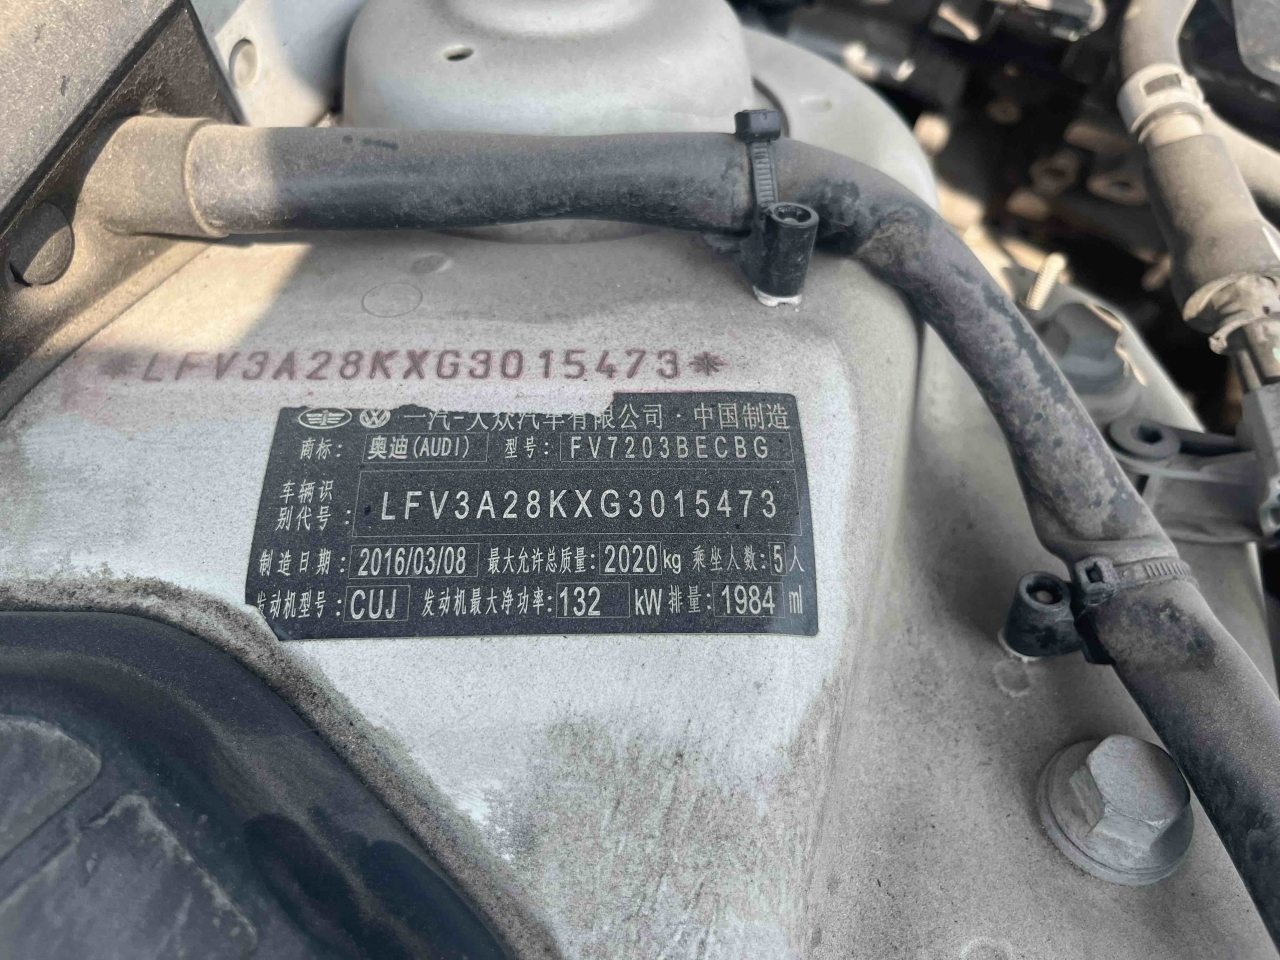 *LFV3A28KXG3015473*
一汽-大众汽车有限公司·中国制造
商标: 奥迪(AUDI) 型号: FV7203BECBG
车辆识别代号: LFV3A28KXG3015473
制造日期: 2016/03/08 最大允许总质量: 2020 kg 乘坐人数: 5 人
发动机型号: CUJ 发动机最大净功率: 132 kW 排量: 1984 ml